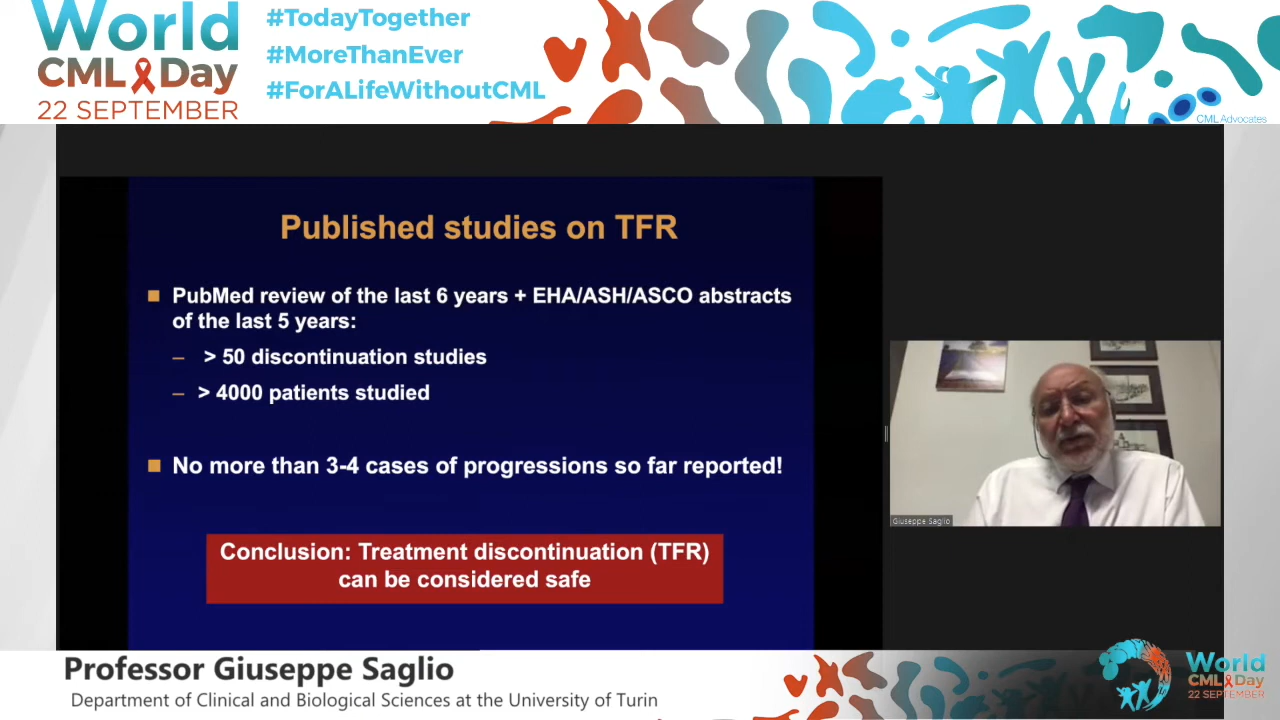 World
CML Day
22 SEPTEMBER
#TodayTogether
#MoreThanEver
#ForALifeWithoutCML
CML Advocates
Published studies on TFR
PubMed review of the last 6 years + EHA/ASH/ASCO abstracts
of the last 5 years:
– > 50 discontinuation studies
– > 4000 patients studied
No more than 3-4 cases of progressions so far reported!
Conclusion: Treatment discontinuation (TFR)
can be considered safe
Giuseppe Saglio
Professor Giuseppe Saglio
Department of Clinical and Biological Sciences at the University of Turin
World
CML Day
22 SEPTEMBER